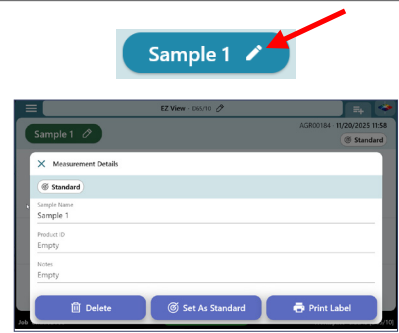 Sample 1
EZ View - D65/10
Sample 1
AGR00184 - 11/20/2025 11:58
Standard
Measurement Details
Standard
Sample Name
Sample 1
Product ID
Empty
Notes
Empty
Delete
Set As Standard
Print Label
Job